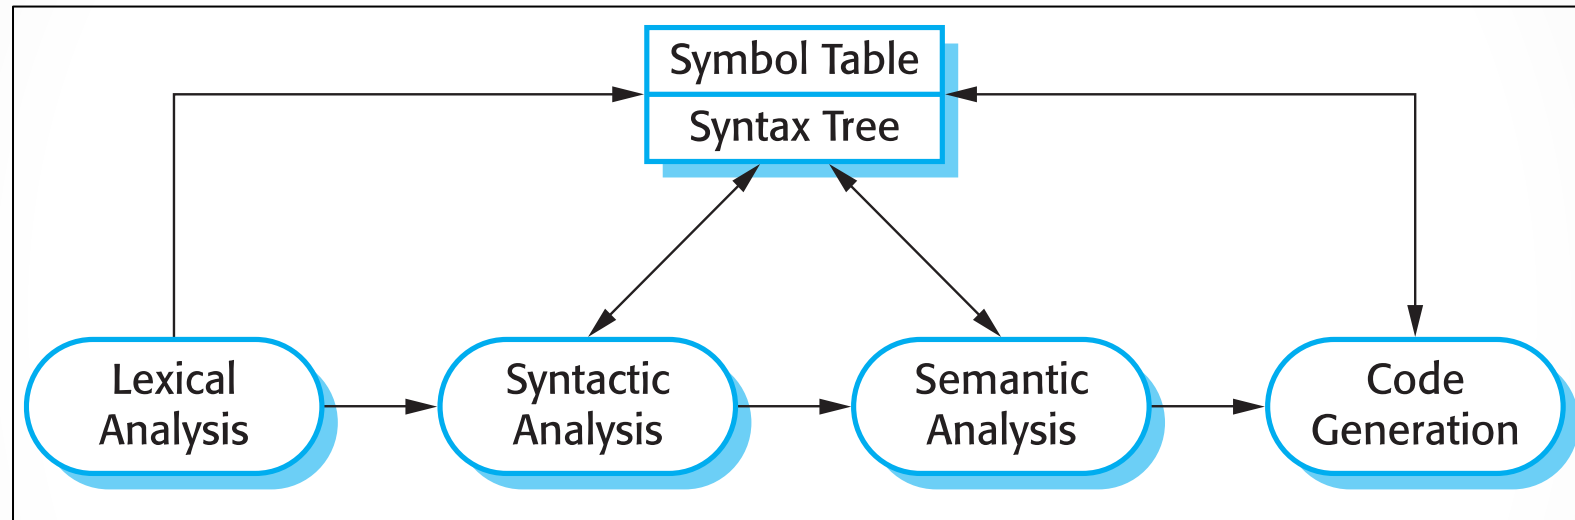 Symbol Table
Syntax Tree
Lexical
Analysis
Syntactic
Analysis
Semantic
Analysis
Code
Generation